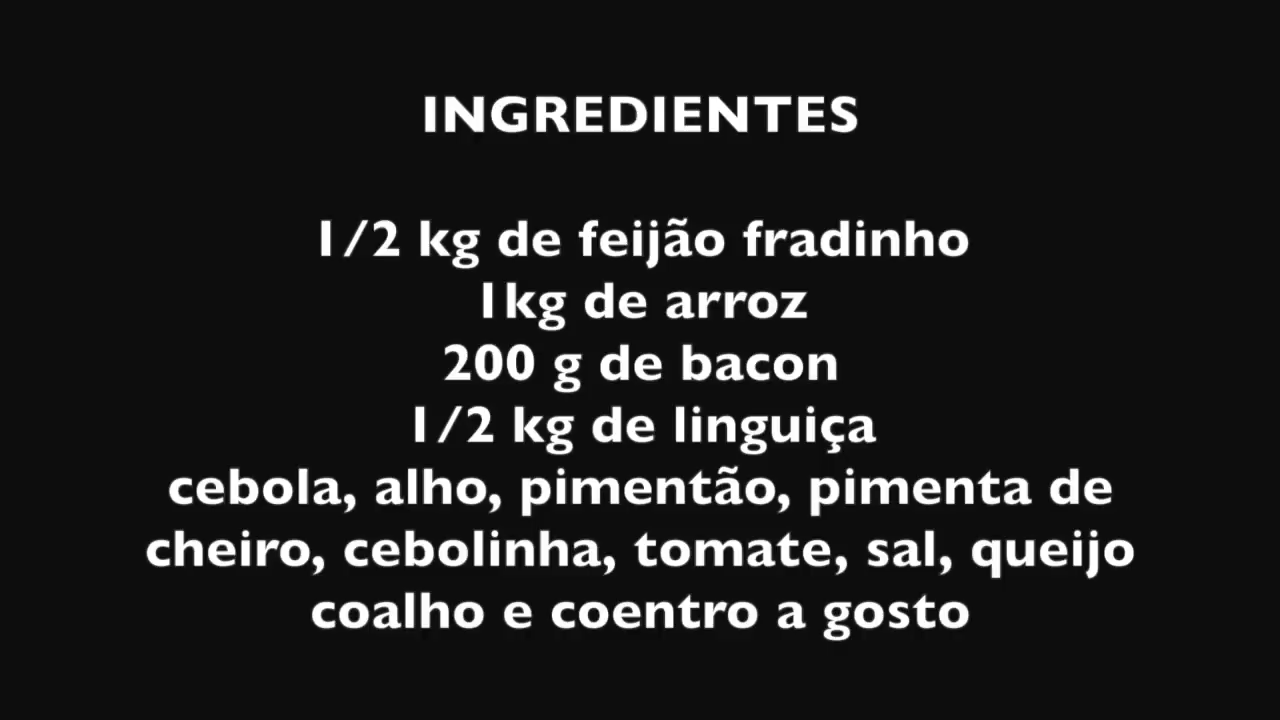 INGREDIENTES
1/2 kg de feijão fradinho
1kg de arroz
200 g de bacon
1/2 kg de linguiça
cebola, alho, pimentão, pimenta de
cheiro, cebolinha, tomate, sal, queijo
coalho e coentro a gosto